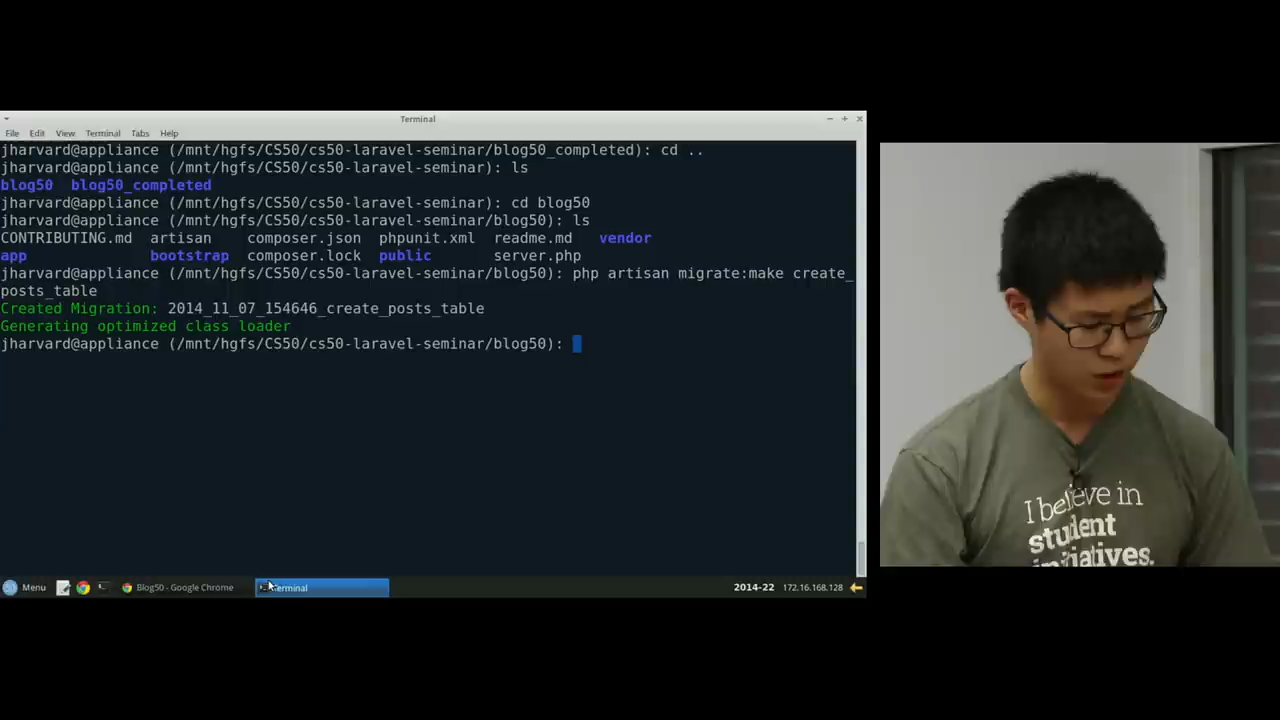 Terminal
File Edit View Terminal Tabs Help
jharvard@appliance (/mnt/hgfs/CS50/cs50-laravel-seminar/blog50_completed): cd ..
jharvard@appliance (/mnt/hgfs/CS50/cs50-laravel-seminar): ls
blog50 blog50_completed
jharvard@appliance (/mnt/hgfs/CS50/cs50-laravel-seminar): cd blog50
jharvard@appliance (/mnt/hgfs/CS50/cs50-laravel-seminar/blog50): ls
CONTRIBUTING.md artisan composer.json phpunit.xml readme.md vendor
app bootstrap composer.lock public server.php
jharvard@appliance (/mnt/hgfs/CS50/cs50-laravel-seminar/blog50): php artisan migrate:make create_
posts_table
Created Migration: 2014_11_07_154646_create_posts_table
Generating optimized class loader
jharvard@appliance (/mnt/hgfs/CS50/cs50-laravel-seminar/blog50):
Menu Blog50 - Google Chrome Terminal 2014-22 172.16.168.128
I believe in
student
initiatives.